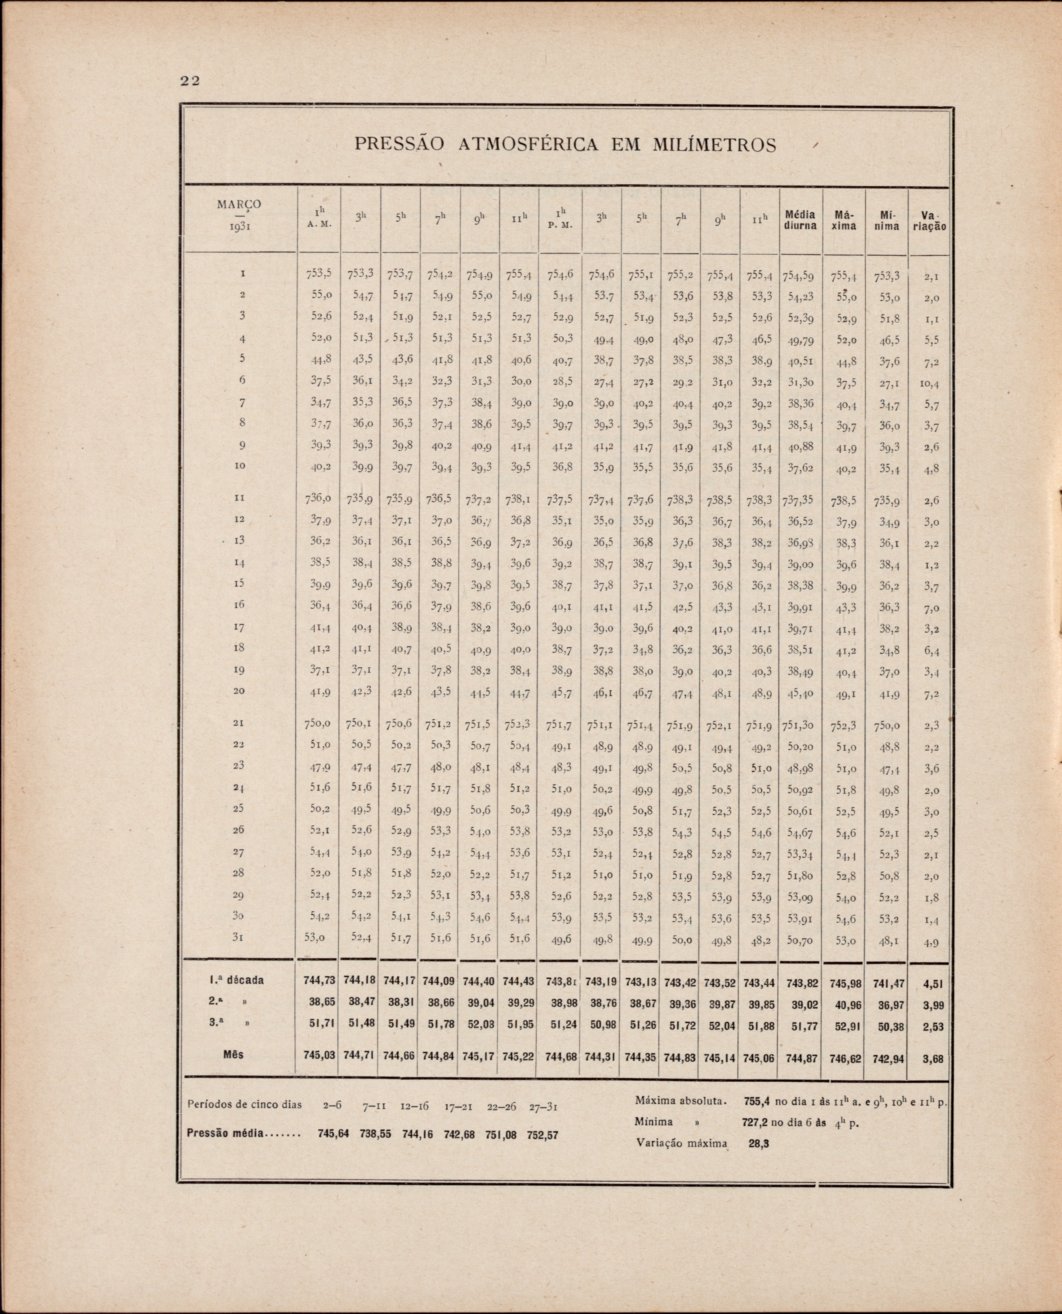 22
PRESSÃO ATMOSFÉRICA EM MILÍMETROS
MARÇO — 1931 1h A. M. 3h 5h 7h 9h 11h 1h P. M. 3h 5h 7h 9h 11h Média diurna Má-xima Mí-nima Va-riação
1 753,5 753,3 753,7 754,2 754,9 755,4 754,6 754,6 755,1 755,2 755,4 755,4 754,59 755,4 753,3 2,1
2 55,0 54,7 54,7 54,9 55,0 54,9 54,4 53,7 53,4 53,6 53,8 53,3 54,23 55,0 53,0 2,0
3 52,6 52,4 51,9 52,1 52,5 52,7 52,9 52,7 51,9 52,3 52,5 52,6 52,39 52,9 51,8 1,1
4 52,0 51,3 51,3 51,3 51,3 51,3 50,3 49,4 49,0 48,0 47,3 46,5 49,79 52,0 46,5 5,5
5 44,8 43,5 43,6 41,8 41,8 40,6 40,7 38,7 37,8 38,5 38,3 38,9 40,51 44,8 37,6 7,2
6 37,5 36,1 34,2 32,3 31,3 30,0 28,5 27,4 27,2 29,2 31,0 32,2 31,30 37,5 27,1 10,4
7 34,7 35,3 36,5 37,3 38,4 39,0 39,0 39,0 40,2 40,4 40,2 39,2 38,36 40,4 34,7 5,7
8 37,7 36,0 36,3 37,4 38,6 39,5 39,7 39,3 39,5 39,5 39,3 39,5 38,54 39,7 36,0 3,7
9 39,3 39,3 39,8 40,2 40,9 41,4 41,2 41,2 41,7 41,9 41,8 41,4 40,88 41,9 39,3 2,6
10 40,2 39,9 39,7 39,4 39,3 39,5 36,8 35,9 35,5 35,6 35,6 35,4 37,62 40,2 35,4 4,8
11 736,0 735,9 735,9 736,5 737,2 738,1 737,5 737,4 737,6 738,3 738,5 738,3 737,35 738,5 735,9 2,6
12 37,9 37,4 37,1 37,0 36,7 36,8 35,1 35,0 35,9 36,3 36,7 36,4 36,52 37,9 34,9 3,0
13 36,2 36,1 36,1 36,5 36,9 37,2 36,9 36,5 36,8 37,6 38,3 38,2 36,98 38,3 36,1 2,2
14 38,5 38,4 38,5 38,8 39,4 39,6 39,2 38,7 38,7 39,1 39,5 39,4 39,00 39,6 38,4 1,2
15 39,9 39,6 39,6 39,7 39,8 39,5 38,7 37,8 37,1 37,0 36,8 36,2 38,38 39,9 36,2 3,7
16 36,4 36,4 36,6 37,9 38,6 39,6 40,1 41,1 41,5 42,5 43,3 43,1 39,91 43,3 36,3 7,0
17 41,4 40,4 38,9 38,4 38,2 39,0 39,0 39,0 39,6 40,2 41,0 41,1 39,71 41,4 38,2 3,2
18 41,2 41,1 40,7 40,5 40,9 40,0 38,7 37,2 34,8 36,2 36,3 36,6 38,51 41,2 34,8 6,4
19 37,1 37,1 37,1 37,8 38,2 38,4 38,9 38,8 38,0 39,0 40,2 40,3 38,49 40,4 37,0 3,4
20 41,9 42,3 42,6 43,5 44,5 44,7 45,7 46,1 46,7 47,4 48,1 48,9 45,40 49,1 41,9 7,2
21 750,0 750,1 750,6 751,2 751,5 752,3 751,7 751,1 751,4 751,9 752,1 751,9 751,30 752,3 750,0 2,3
22 51,0 50,5 50,2 50,3 50,7 50,4 49,1 48,9 48,9 49,1 49,4 49,2 50,20 51,0 48,8 2,2
23 47,9 47,4 47,7 48,0 48,1 48,4 48,3 49,1 49,8 50,5 50,8 51,0 48,98 51,0 47,4 3,6
24 51,6 51,6 51,7 51,7 51,8 51,2 51,0 50,2 49,9 49,8 50,5 50,5 50,92 51,8 49,8 2,0
25 50,2 49,5 49,5 49,9 50,6 50,3 49,9 49,6 50,8 51,7 52,3 52,5 50,61 52,5 49,5 3,0
26 52,1 52,6 52,9 53,3 54,0 53,8 53,2 53,0 53,8 54,3 54,5 54,6 54,67 54,6 52,1 2,5
27 54,4 54,0 53,9 54,2 54,4 53,6 53,1 52,4 52,4 52,8 52,8 52,7 53,34 54,4 52,3 2,1
28 52,0 51,8 51,8 52,0 52,2 51,7 51,2 51,0 51,0 51,9 52,8 52,7 51,80 52,8 50,8 2,0
29 52,4 52,2 52,3 53,1 53,4 53,8 52,6 52,2 52,8 53,5 53,9 53,9 53,09 54,0 52,2 1,8
30 54,2 54,2 54,1 54,3 54,6 54,4 53,9 53,5 53,2 53,4 53,6 53,5 53,91 54,6 53,2 1,4
31 53,0 52,4 51,7 51,6 51,6 51,6 49,6 49,8 49,9 50,0 49,8 48,2 50,70 53,0 48,1 4,9
1.ª década 744,73 744,18 744,17 744,09 744,40 744,43 743,81 743,19 743,13 743,42 743,52 743,44 743,82 745,98 741,47 4,51
2.ª » 38,65 38,47 38,31 38,66 39,04 39,29 38,98 38,76 38,67 39,36 39,87 39,85 39,02 40,96 36,97 3,99
3.ª » 51,71 51,48 51,49 51,78 52,03 51,95 51,24 50,98 51,26 51,72 52,04 51,88 51,77 52,91 50,38 2,53
Mês 745,03 744,71 744,66 744,84 745,17 745,22 744,68 744,31 744,35 744,83 745,14 745,06 744,87 746,62 742,94 3,68
Períodos de cinco dias 2–6 7–11 12–16 17–21 22–26 27–31
Pressão média....... 745,64 738,55 744,16 742,68 751,08 752,57
Máxima absoluta. 755,4 no dia 1 às 11h a. e 9h, 10h e 11h p.
Mínima » 727,2 no dia 6 às 4h p.
Variação máxima 28,3